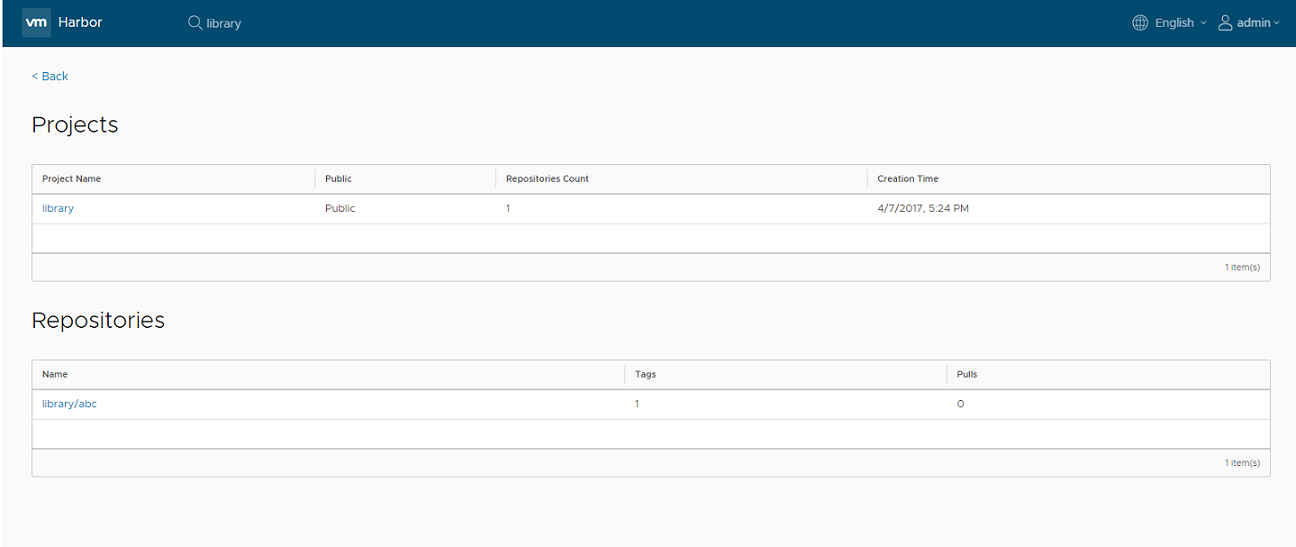 vm Harbor library English admin
< Back
Projects
Project Name Public Repositories Count Creation Time
library Public 1 4/7/2017, 5:24 PM
1 item(s)
Repositories
Name Tags Pulls
library/abc 1 0
1 item(s)